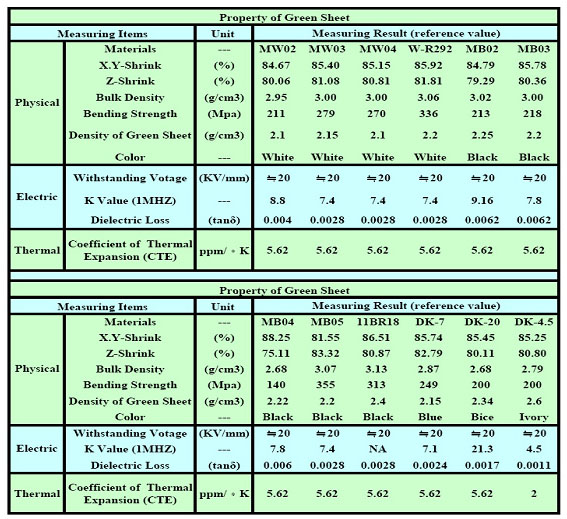 Property of Green Sheet
Measuring Items Unit Measuring Result (reference value)
Physical Materials --- MW02 MW03 MW04 W-R292 MB02 MB03
X.Y-Shrink (%) 84.67 85.40 85.15 85.92 84.79 85.78
Z-Shrink (%) 80.06 81.08 80.81 81.81 79.29 80.36
Bulk Density (g/cm3) 2.95 3.00 3.00 3.06 3.02 3.00
Bending Strength (Mpa) 211 279 270 336 213 218
Density of Green Sheet (g/cm3) 2.1 2.15 2.1 2.2 2.25 2.2
Color --- White White White White Black Black
Electric Withstanding Votage (KV/mm) ≒20 ≒20 ≒20 ≒20 ≒20 ≒20
K Value (1MHZ) --- 8.8 7.4 7.4 7.4 9.16 7.8
Dielectric Loss (tanδ) 0.004 0.0028 0.0028 0.0028 0.0062 0.0062
Thermal Coefficient of Thermal Expansion (CTE) ppm/ ∘ K 5.62 5.62 5.62 5.62 5.62 5.62
Property of Green Sheet
Measuring Items Unit Measuring Result (reference value)
Physical Materials --- MB04 MB05 11BR18 DK-7 DK-20 DK-4.5
X.Y-Shrink (%) 88.25 81.55 86.51 85.74 85.45 85.25
Z-Shrink (%) 75.11 83.32 80.87 82.79 80.11 80.80
Bulk Density (g/cm3) 2.68 3.07 3.13 2.87 2.68 2.79
Bending Strength (Mpa) 140 355 313 249 200 200
Density of Green Sheet (g/cm3) 2.22 2.2 2.4 2.15 2.34 2.6
Color --- Black Black Black Blue Bice Ivory
Electric Withstanding Votage (KV/mm) ≒20 ≒20 ≒20 ≒20 ≒20 ≒20
K Value (1MHZ) --- 7.8 7.4 NA 7.1 21.3 4.5
Dielectric Loss (tanδ) 0.006 0.0028 0.0028 0.0024 0.0017 0.0011
Thermal Coefficient of Thermal Expansion (CTE) ppm/ ∘ K 5.62 5.62 5.62 5.62 5.62 2